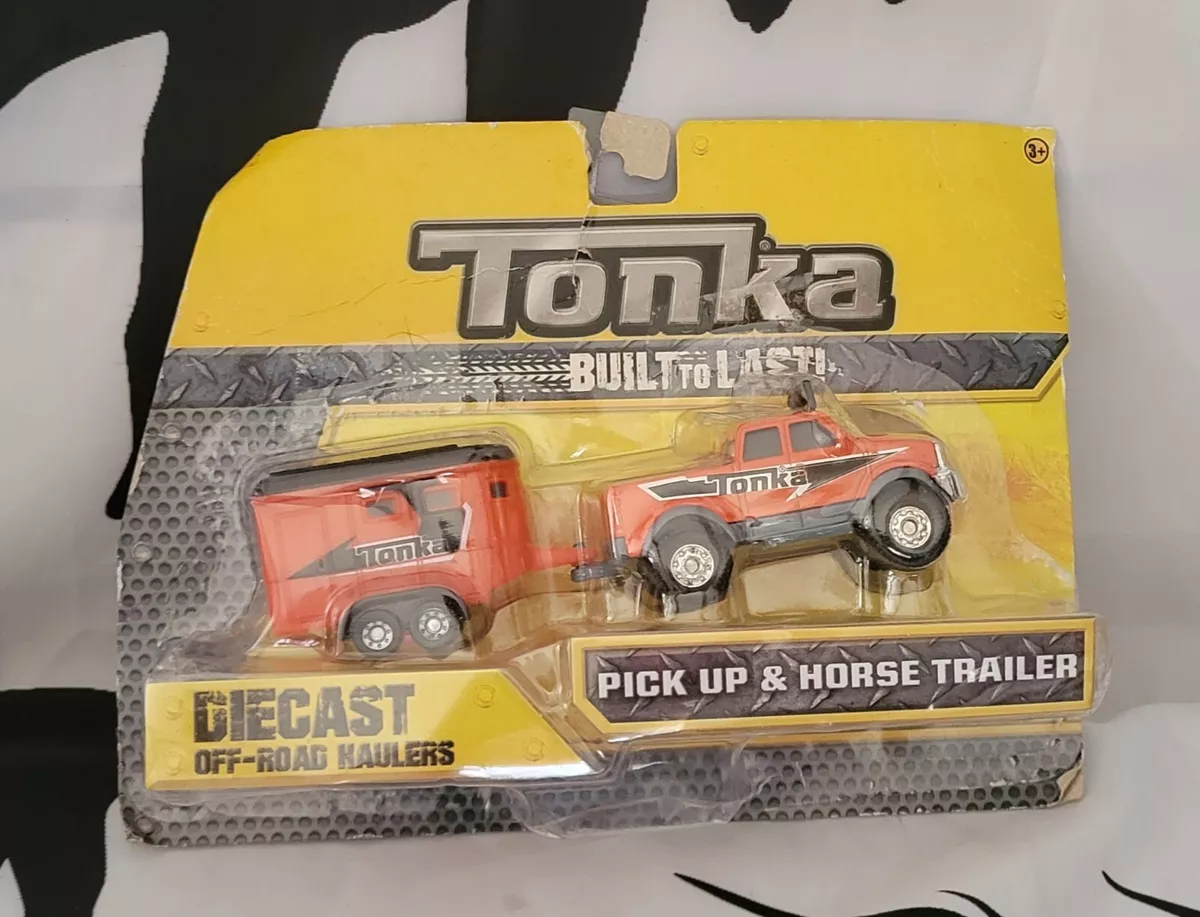 3+
Tonka®
BUILT TO LAST!
Tonka
Tonka
PICK UP & HORSE TRAILER
DIECAST
OFF-ROAD HAULERS